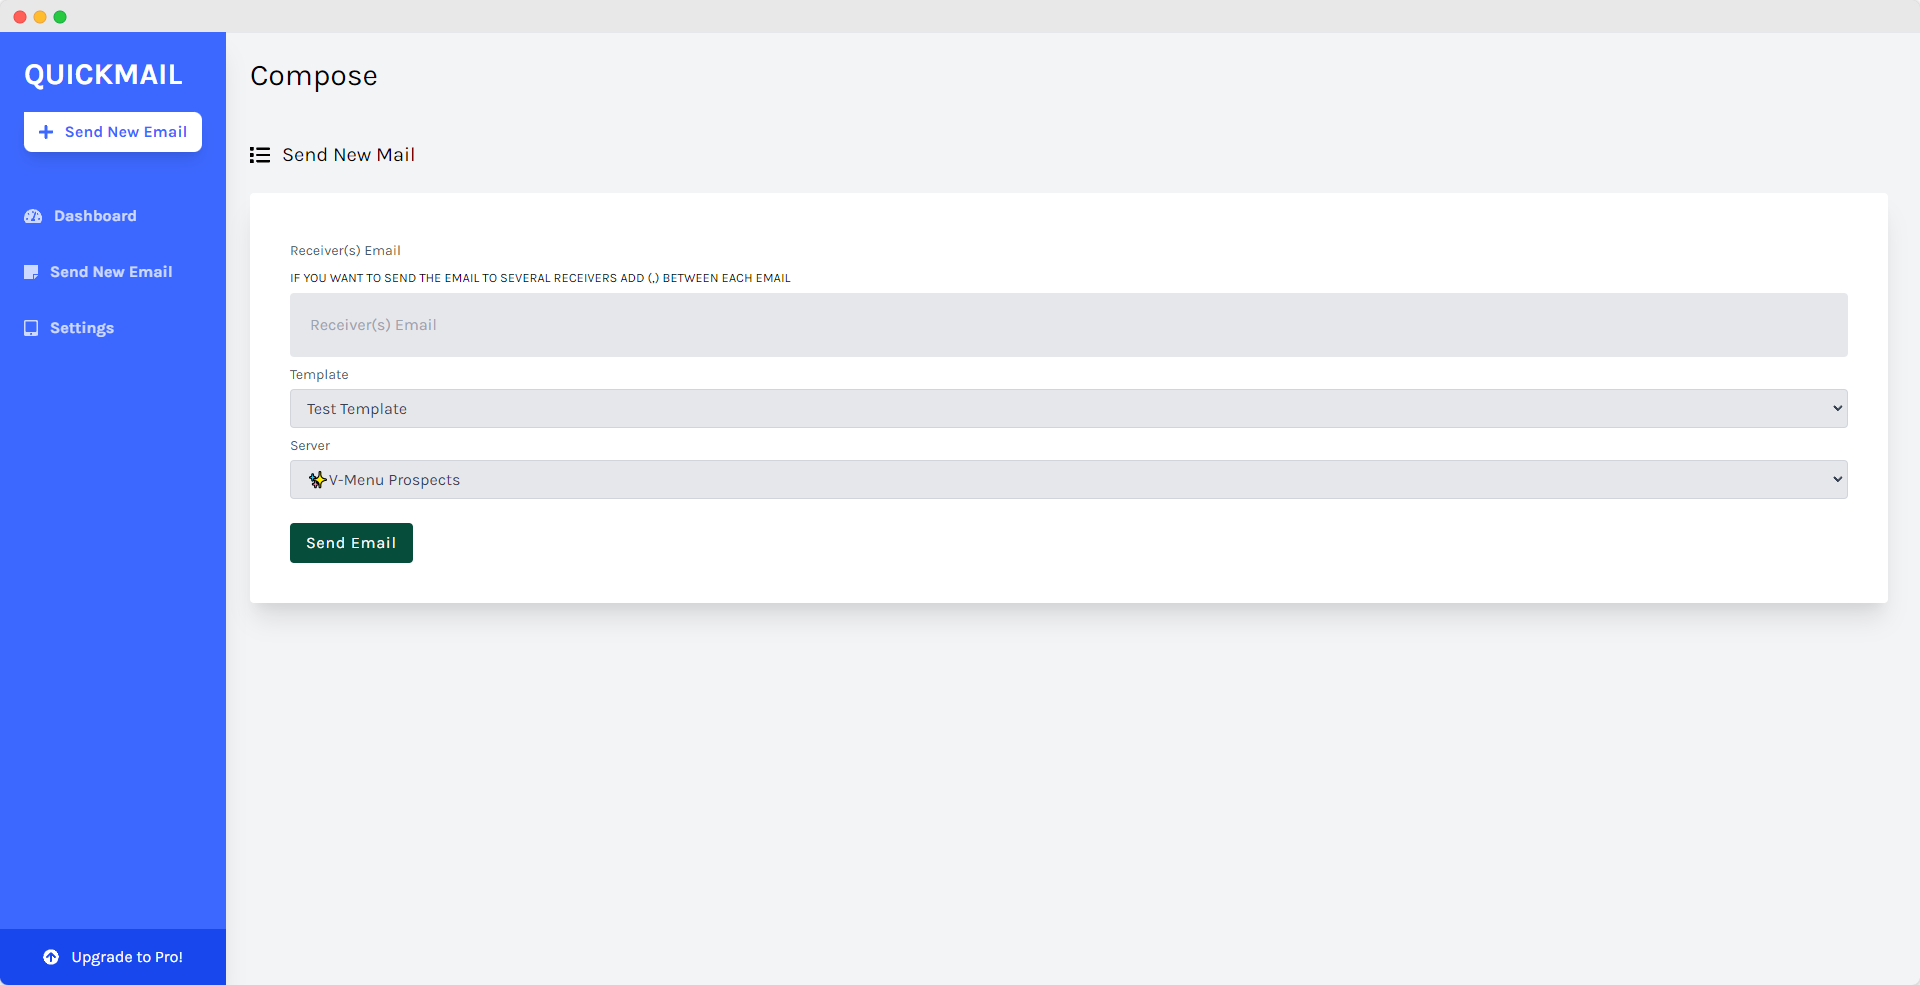 QUICKMAIL
Send New Email
Dashboard
Send New Email
Settings
Upgrade to Pro!
Compose
Send New Mail
Receiver(s) Email
IF YOU WANT TO SEND THE EMAIL TO SEVERAL RECEIVERS ADD (,) BETWEEN EACH EMAIL
Receiver(s) Email
Template
Test Template
Server
✨V-Menu Prospects
Send Email